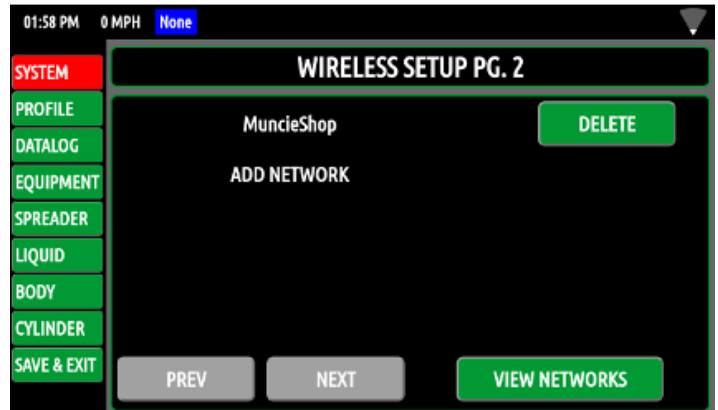 01:58 PM 0 MPH None
WIRELESS SETUP PG. 2
SYSTEM
PROFILE
DATALOG
EQUIPMENT
SPREADER
LIQUID
BODY
CYLINDER
SAVE & EXIT
MuncieShop DELETE
ADD NETWORK
PREV NEXT VIEW NETWORKS